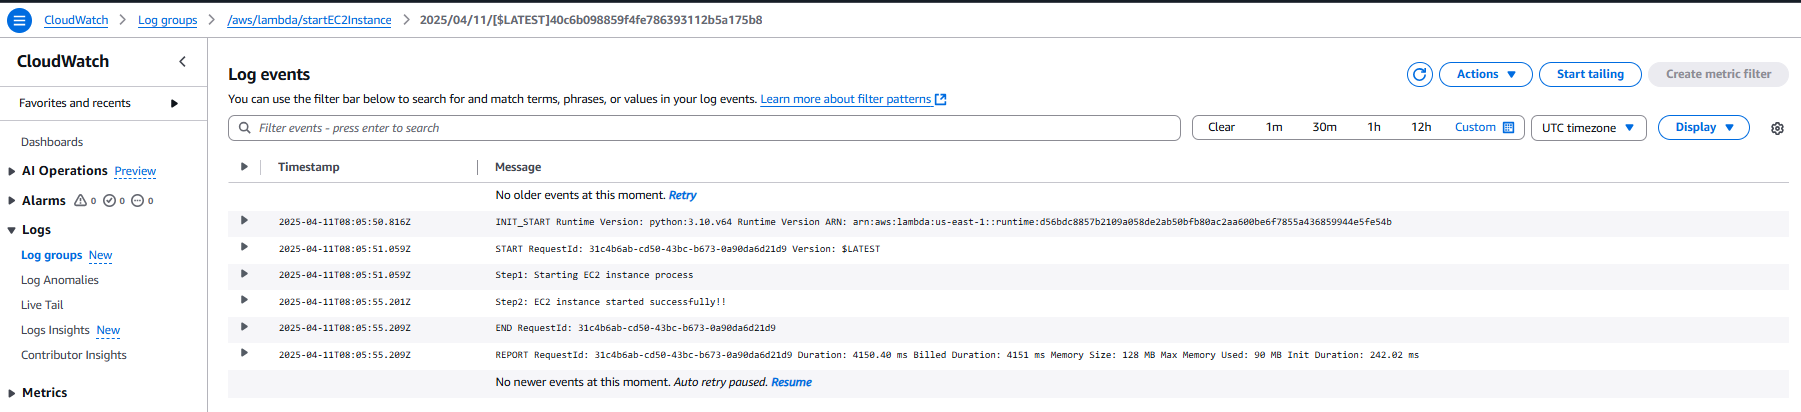 CloudWatch > Log groups > /aws/lambda/startEC2Instance > 2025/04/11/[$LATEST]40c6b098859f4fe786393112b5a175b8
CloudWatch
Favorites and recents
Dashboards
AI Operations Preview
Alarms 0 0 0
Logs
Log groups New
Log Anomalies
Live Tail
Logs Insights New
Contributor Insights
Metrics
Log events
Actions
Start tailing
Create metric filter
You can use the filter bar below to search for and match terms, phrases, or values in your log events. Learn more about filter patterns
Filter events - press enter to search
Clear 1m 30m 1h 12h Custom
UTC timezone
Display
Timestamp Message
No older events at this moment. Retry
2025-04-11T08:05:50.816Z INIT_START Runtime Version: python:3.10.v64 Runtime Version ARN: arn:aws:lambda:us-east-1::runtime:d56bdc8857b2109a058de2ab50bfb80ac2aa600be6f7855a436859944e5fe54b
2025-04-11T08:05:51.059Z START RequestId: 31c4b6ab-cd50-43bc-b673-0a90da6d21d9 Version: $LATEST
2025-04-11T08:05:51.059Z Step1: Starting EC2 instance process
2025-04-11T08:05:55.201Z Step2: EC2 instance started successfully!!
2025-04-11T08:05:55.209Z END RequestId: 31c4b6ab-cd50-43bc-b673-0a90da6d21d9
2025-04-11T08:05:55.209Z REPORT RequestId: 31c4b6ab-cd50-43bc-b673-0a90da6d21d9 Duration: 4150.40 ms Billed Duration: 4151 ms Memory Size: 128 MB Max Memory Used: 90 MB Init Duration: 242.02 ms
No newer events at this moment. Auto retry paused. Resume